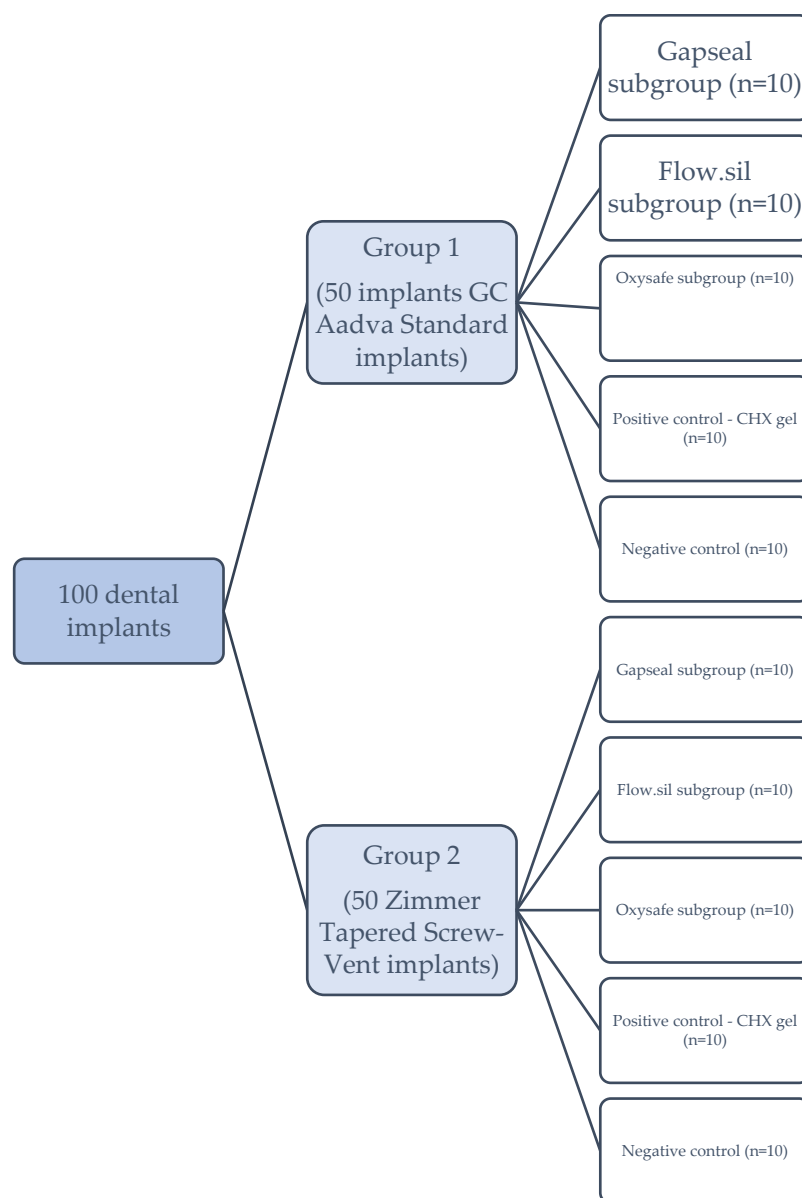 100 dental
implants
Group 1
(50 implants GC
Aadva Standard
implants)
Gapseal
subgroup (n=10)
Flow.sil
subgroup (n=10)
Oxysafe subgroup (n=10)
Positive control - CHX gel
(n=10)
Negative control (n=10)
Group 2
(50 Zimmer
Tapered Screw-
Vent implants)
Gapseal subgroup (n=10)
Flow.sil subgroup (n=10)
Oxysafe subgroup (n=10)
Positive control - CHX gel
(n=10)
Negative control (n=10)